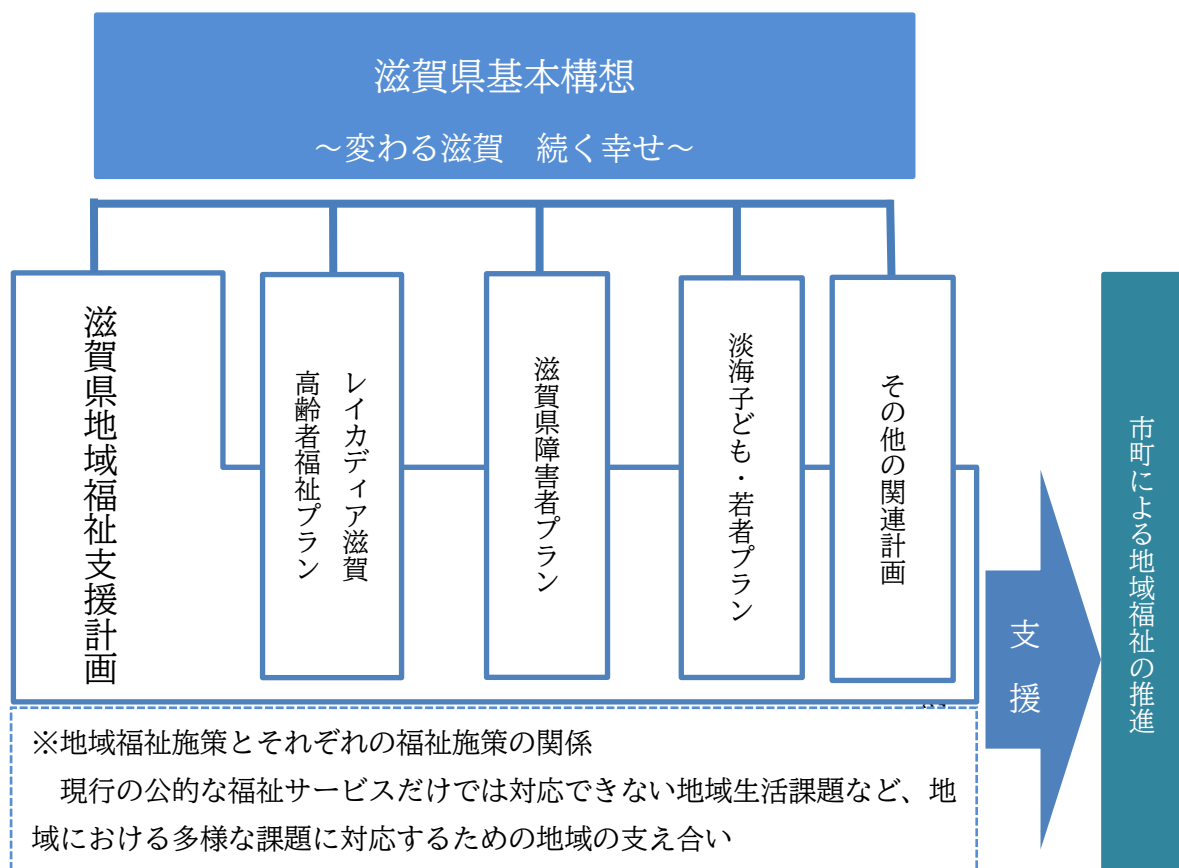 滋賀県基本構想
～変わる滋賀　続く幸せ～
滋賀県地域福祉支援計画
レイカディア滋賀
高齢者福祉プラン
滋賀県障害者プラン
淡海子ども・若者プラン
その他の関連計画
支援
市町による地域福祉の推進
※地域福祉施策とそれぞれの福祉施策の関係
　現行の公的な福祉サービスだけでは対応できない地域生活課題など、地
域における多様な課題に対応するための地域の支え合い